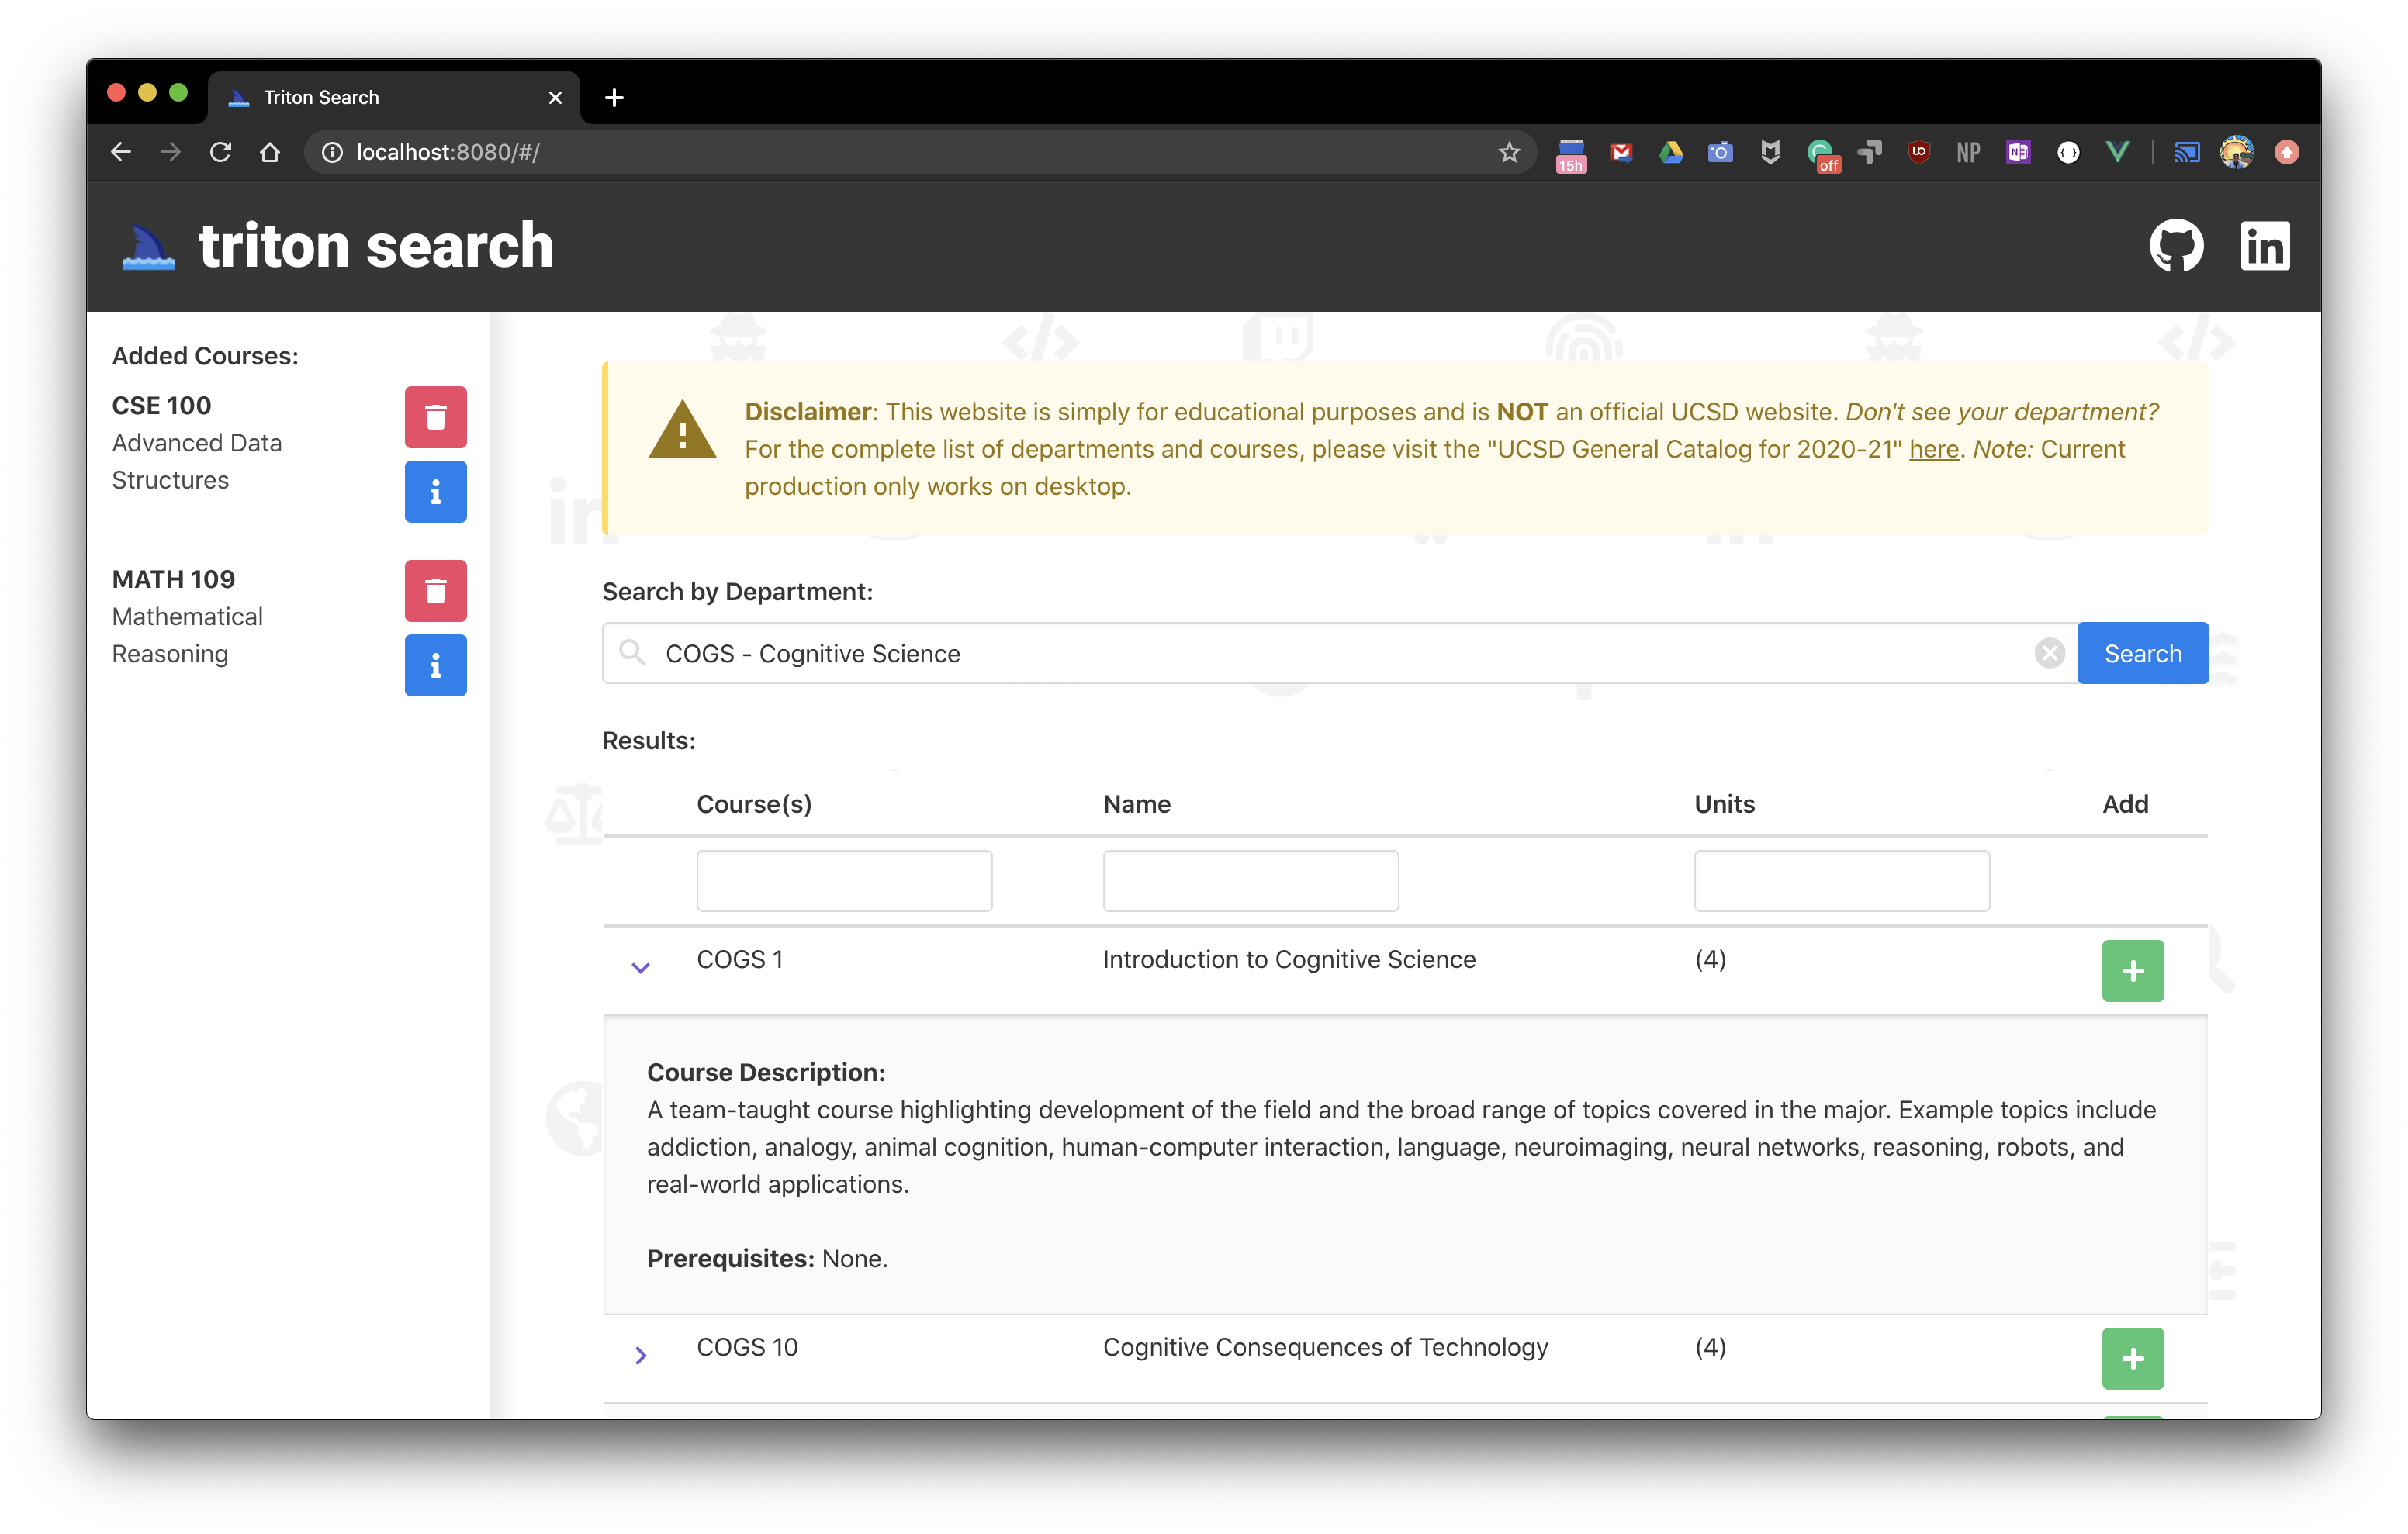 Triton Search
localhost:8080/#/
15h
off
UO
NP
N
triton search
in
Added Courses:
CSE 100
Advanced Data
Structures
MATH 109
Mathematical
Reasoning
Disclaimer: This website is simply for educational purposes and is NOT an official UCSD website. Don't see your department?
For the complete list of departments and courses, please visit the "UCSD General Catalog for 2020-21" here. Note: Current
production only works on desktop.
in
Search by Department:
COGS - Cognitive Science
Search
Results:
Course(s) Name Units Add
COGS 1 Introduction to Cognitive Science (4)
Course Description:
A team-taught course highlighting development of the field and the broad range of topics covered in the major. Example topics include
addiction, analogy, animal cognition, human-computer interaction, language, neuroimaging, neural networks, reasoning, robots, and
real-world applications.
Prerequisites: None.
COGS 10 Cognitive Consequences of Technology (4)